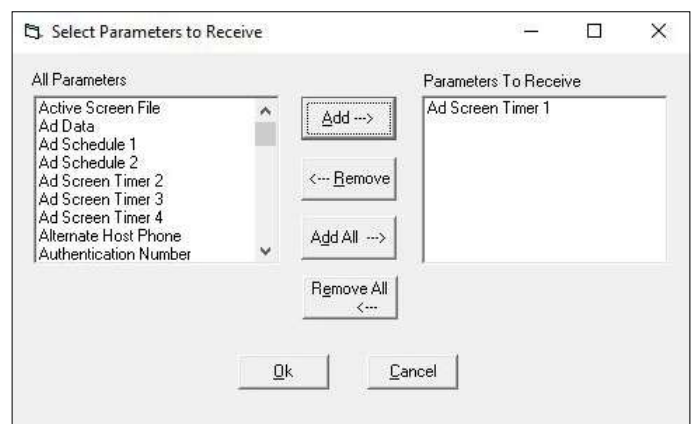 Select Parameters to Receive
All Parameters
Active Screen File
Ad Data
Ad Schedule 1
Ad Schedule 2
Ad Screen Timer 2
Ad Screen Timer 3
Ad Screen Timer 4
Alternate Host Phone
Authentication Number
Add --->
<--- Remove
Add All --->
Remove All
<---
Parameters To Receive
Ad Screen Timer 1
Ok
Cancel